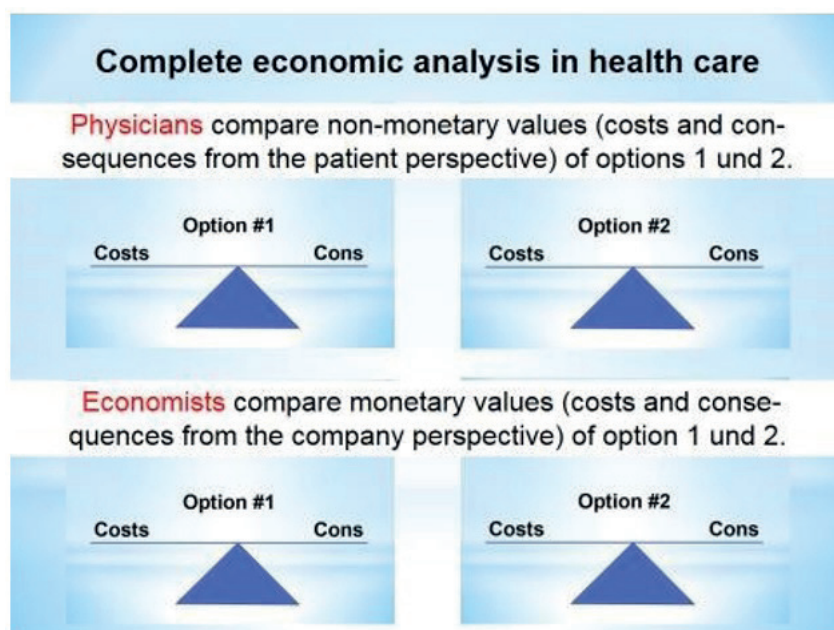 Complete economic analysis in health care
Physicians compare non-monetary values (costs and con-
sequences from the patient perspective) of options 1 und 2.
Option #1
Costs Cons
Option #2
Costs Cons
Economists compare monetary values (costs and conse-
quences from the company perspective) of option 1 und 2.
Option #1
Costs Cons
Option #2
Costs Cons